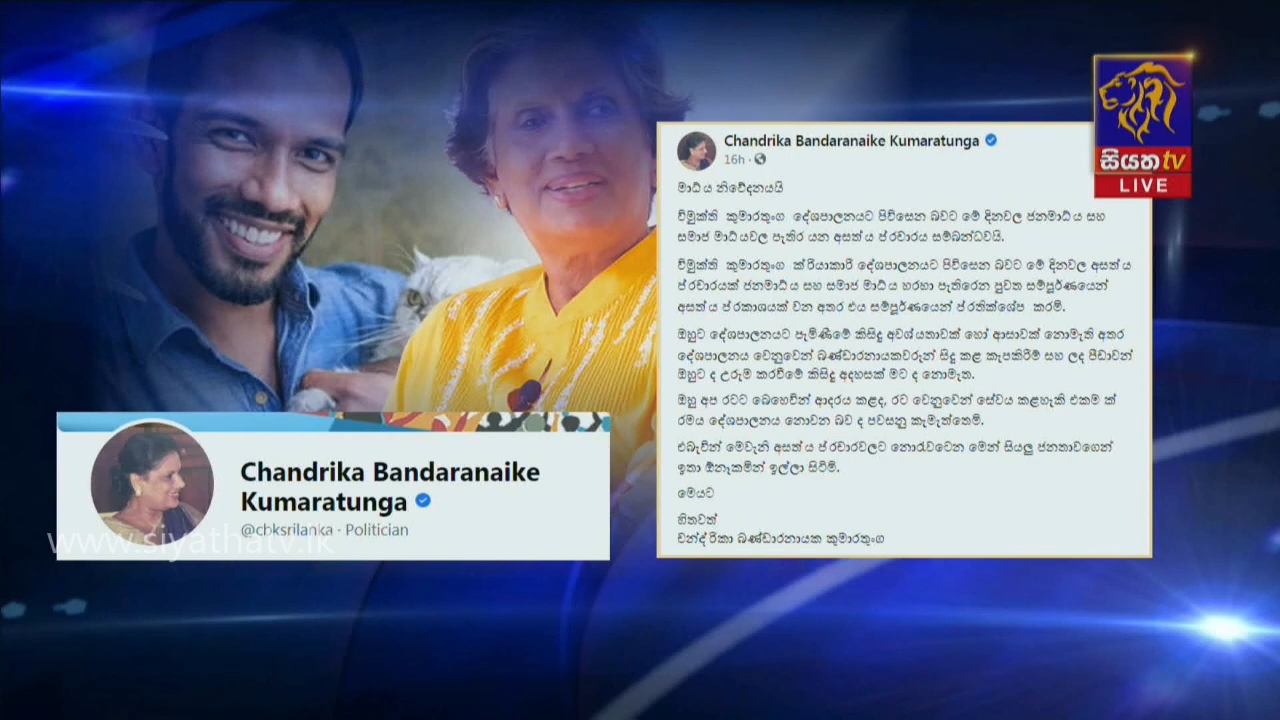 සියත tv
LIVE
Chandrika Bandaranaike Kumaratunga
16h
මාධ්‍ය නිවේදනයයි
විමුක්ති කුමාරතුංග දේශපාලනයට පිවිසෙන බවට මේ දිනවල ජනමාධ්‍ය සහ
සමාජ මාධ්‍යවල පැතිර යන අසත්‍ය ප්‍රචාරය සම්බන්ධවයි.
විමුක්ති කුමාරතුංග ක්‍රියාකාරී දේශපාලනයට පිවිසෙන බවට මේ දිනවල අසත්‍ය
ප්‍රචාරයක් ජනමාධ්‍ය සහ සමාජ මාධ්‍ය හරහා පැතිරෙන පුවත සම්පූර්ණයෙන්
අසත්‍ය ප්‍රකාශයක් වන අතර එය සම්පූර්ණයෙන් ප්‍රතික්ශේප කරමි.
ඔහුට දේශපාලනයට පැමිණීමේ කිසිදු අවශ්‍යතාවක් හෝ ආසාවක් නොමැති අතර
දේශපාලනය වෙනුවෙන් බණ්ඩාරනායකවරුන් සිදු කළ කැපකිරීම් සහ ලද පීඩාවන්
ඔහුට ද උරුම කරවීමේ කිසිදු අදහසක් මට ද නොමැත.
ඔහු අප රටට බෙහෙවින් ආදරය කළද, රට වෙනුවෙන් සේවය කළහැකි එකම ක්
රමය දේශපාලනය නොවන බව ද පවසනු කැමැත්තෙමි.
එබැවින් මෙවැනි අසත්‍ය ප්‍රචාරවලට නොරැවටෙන මෙන් සියලු ජනතාවගෙන්
ඉතා ඕනෑකමින් ඉල්ලා සිටිමි.
මෙයට
හිතවත්
චන්ද්‍රිකා බණ්ඩාරනායක කුමාරතුංග
Chandrika Bandaranaike
Kumaratunga
@cbksrilanka · Politician
www.siyathatv.lk